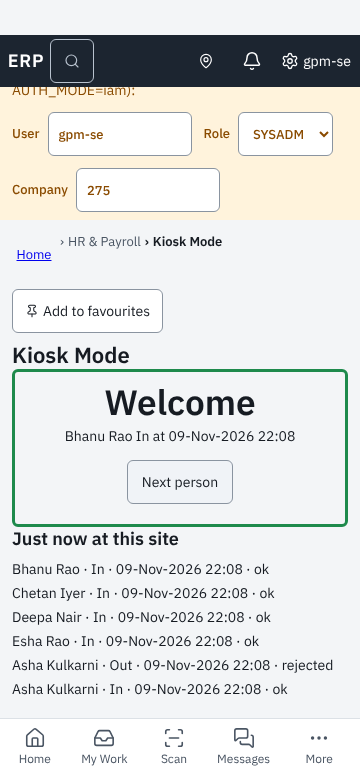 ERP
gpm-se
AUTH_MODE=iam):
User gpm-se Role SYSADM
Company 275
Home › HR & Payroll › Kiosk Mode
Add to favourites
Kiosk Mode
Welcome
Bhanu Rao In at 09-Nov-2026 22:08
Next person
Just now at this site
Bhanu Rao · In · 09-Nov-2026 22:08 · ok
Chetan Iyer · In · 09-Nov-2026 22:08 · ok
Deepa Nair · In · 09-Nov-2026 22:08 · ok
Esha Rao · In · 09-Nov-2026 22:08 · ok
Asha Kulkarni · Out · 09-Nov-2026 22:08 · rejected
Asha Kulkarni · In · 09-Nov-2026 22:08 · ok
Home My Work Scan Messages More